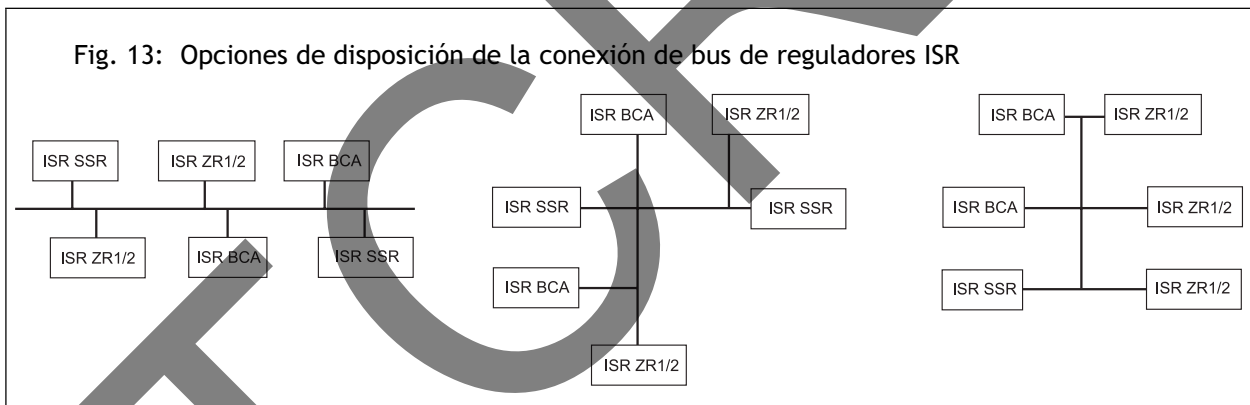 Fig. 13: Opciones de disposición de la conexión de bus de reguladores ISR
ISR SSR
ISR ZR1/2
ISR BCA
ISR ZR1/2
ISR BCA
ISR SSR
ISR BCA
ISR ZR1/2
ISR SSR
ISR SSR
ISR BCA
ISR ZR1/2
ISR BCA
ISR ZR1/2
ISR BCA
ISR ZR1/2
ISR SSR
ISR ZR1/2